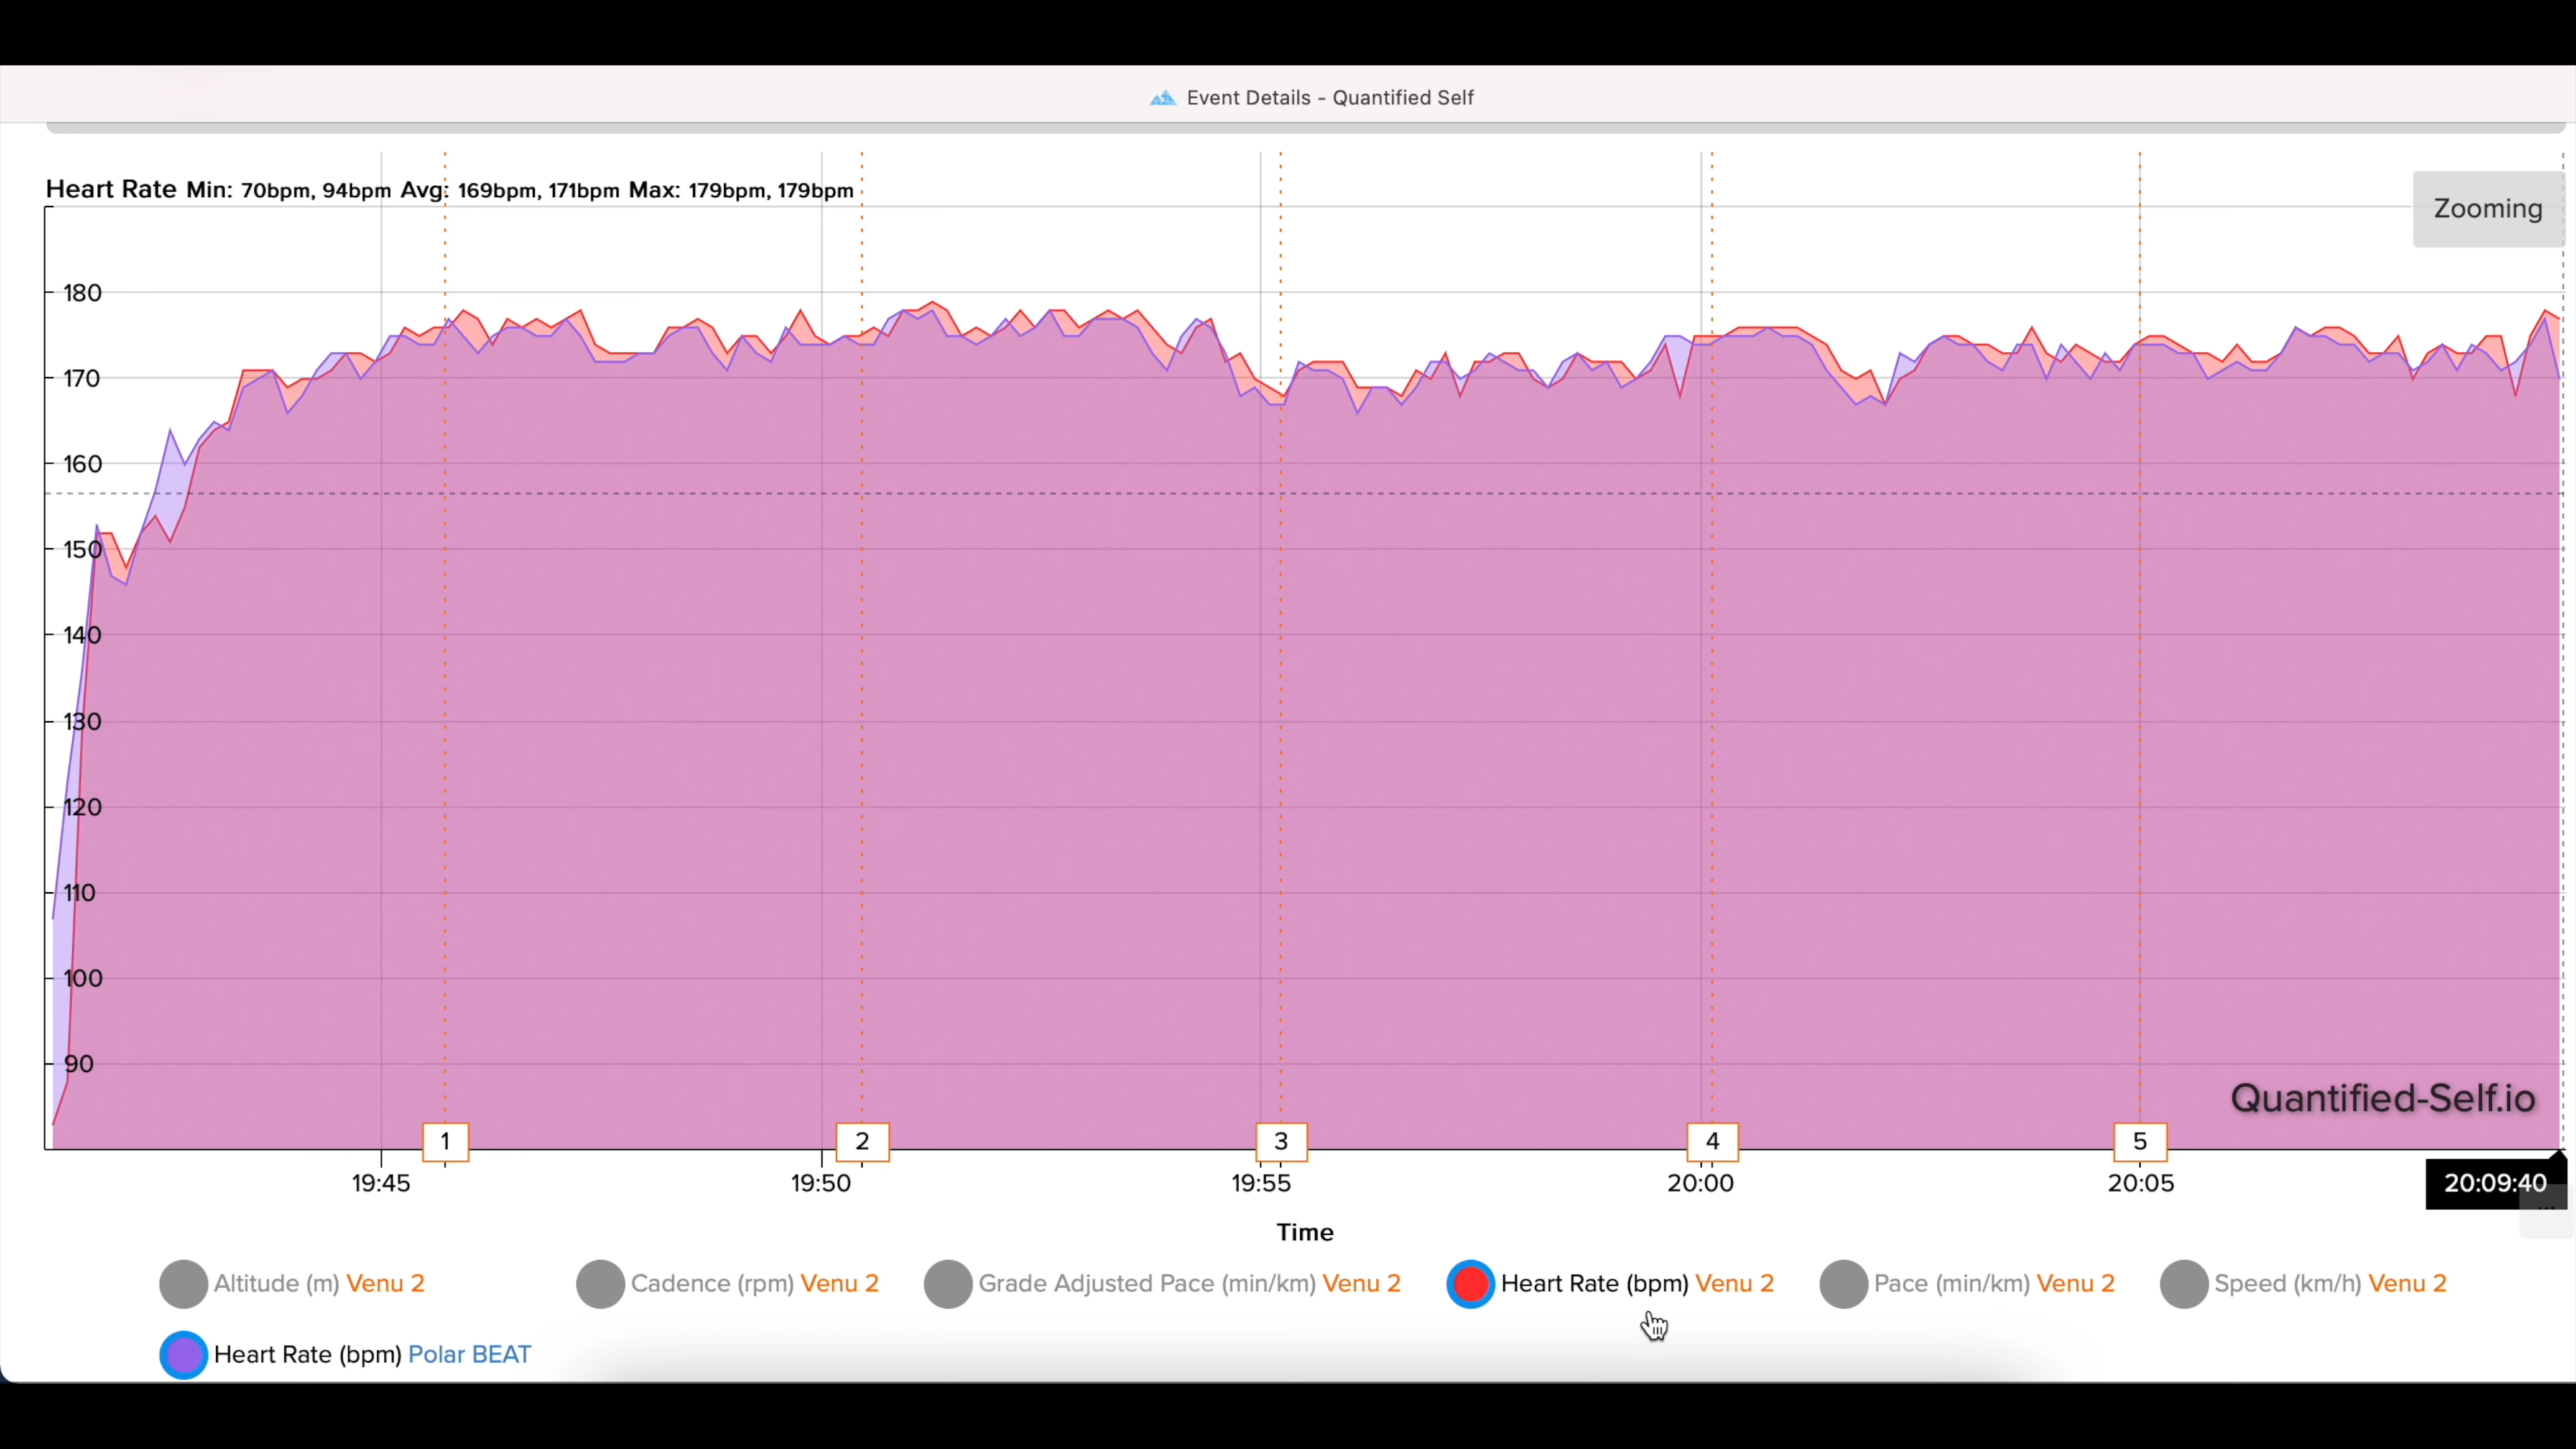 Event Details - Quantified Self
Heart Rate Min: 70bpm, 94bpm Avg: 169bpm, 171bpm Max: 179bpm, 179bpm
Zooming
180
170
160
150
140
130
120
110
100
90
Quantified-Self.io
1 2 3 4 5
19:45 19:50 19:55 20:00 20:05 20:09:40
...
Time
Altitude (m) Venu 2 Cadence (rpm) Venu 2 Grade Adjusted Pace (min/km) Venu 2 Heart Rate (bpm) Venu 2 Pace (min/km) Venu 2 Speed (km/h) Venu 2
Heart Rate (bpm) Polar BEAT